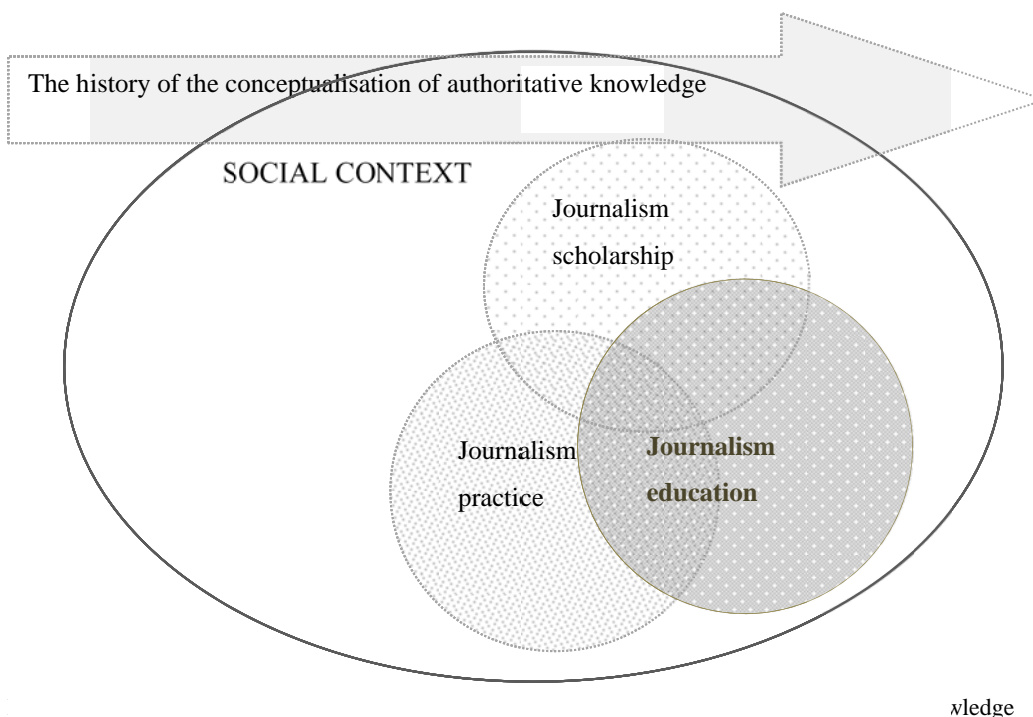 The history of the conceptualisation of authoritative knowledge
SOCIAL CONTEXT
Journalism
scholarship
Journalism
practice
Journalism
education